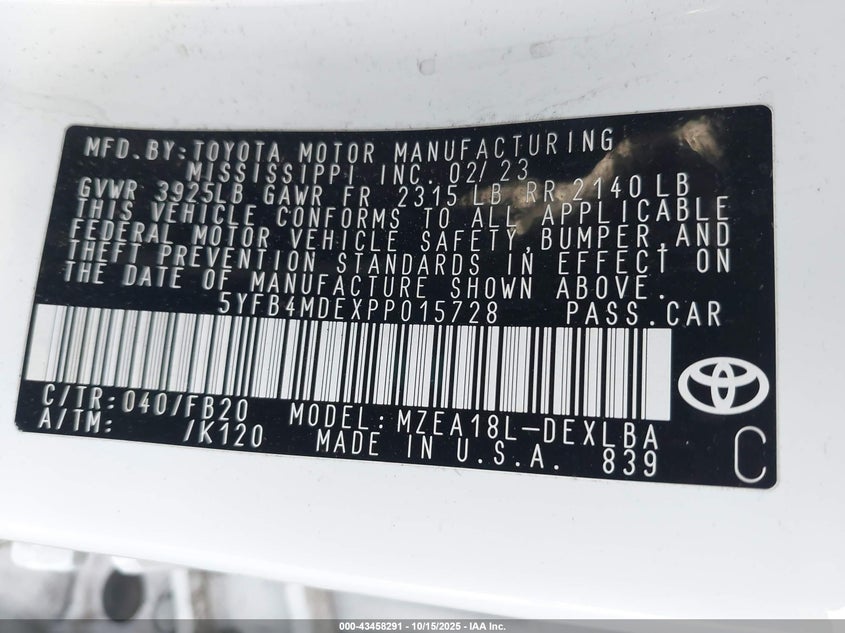 MFD.BY:TOYOTA MOTOR MANUFACTURING
MISSISSIPPI INC. 02/23
GVWR 3925LB GAWR FR 2315 LB RR 2140 LB
THIS VEHICLE CONFORMS TO ALL APPLICABLE
FEDERAL MOTOR VEHICLE SAFETY,BUMPER,AND
THEFT PREVENTION STANDARDS IN EFFECT ON
THE DATE OF MANUFACTURE SHOWN ABOVE.
5YFB4MDEXPP015728 PASS.CAR
C/TR:040/FB20 MODEL:MZEA18L-DEXLBA
A/TM: /K120 MADE IN U.S.A. 839 C
000-43458291 - 10/15/2025 - IAA Inc.